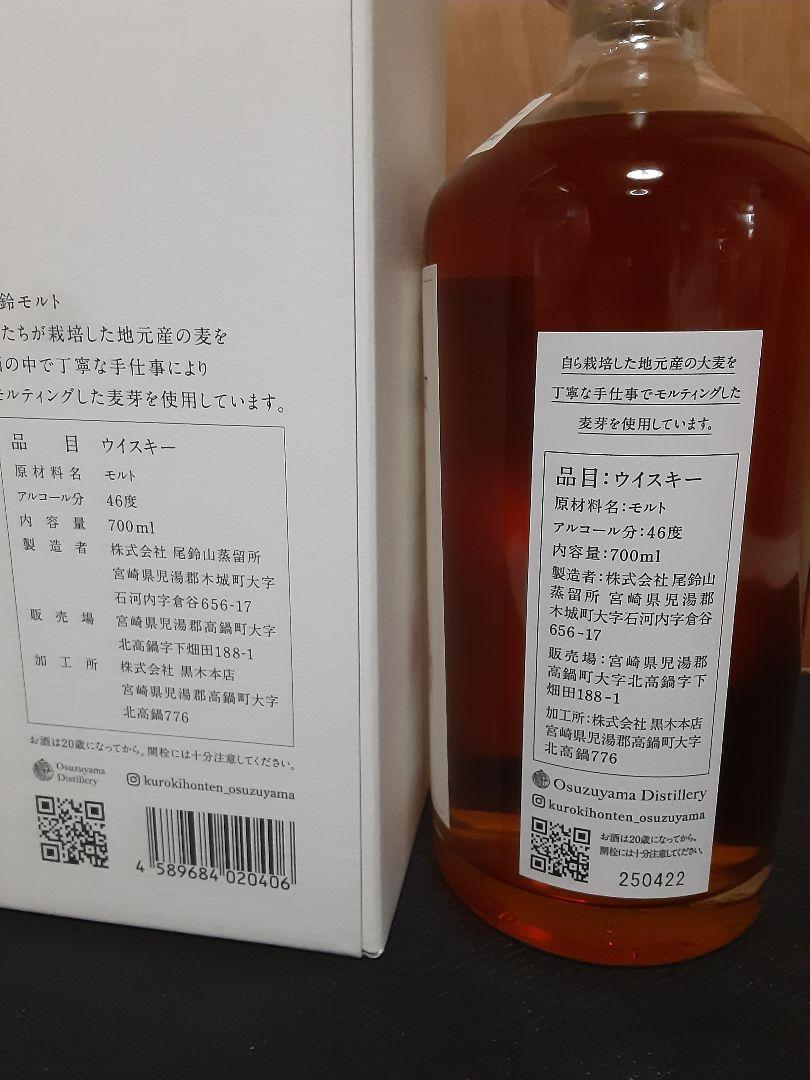 鈴モルト
たちが栽培した地元産の麦を
の中で丁寧な手仕事により
モルティングした麦芽を使用しています。
品 目 ウイスキー
原材料名 モルト
アルコール分 46度
内容量 700ml
製造者 株式会社 尾鈴山蒸留所
宮崎県児湯郡木城町大字
石河内字倉谷656-17
販売場 宮崎県児湯郡高鍋町大字
北高鍋字下畑田188-1
加工所 株式会社 黒木本店
宮崎県児湯郡高鍋町大字
北高鍋776
お酒は20歳になってから。開栓には十分注意してください。
Osuzuyama
Distillery
kurokihonten_osuzuyama
4 589684 020406
自ら栽培した地元産の大麦を
丁寧な手仕事でモルティングした
麦芽を使用しています。
品目:ウイスキー
原材料名:モルト
アルコール分:46度
内容量:700ml
製造者:株式会社 尾鈴山
蒸留所 宮崎県児湯郡
木城町大字石河内字倉谷
656-17
販売場:宮崎県児湯郡
高鍋町大字北高鍋字下
畑田188-1
加工所:株式会社 黒木本店
宮崎県児湯郡高鍋町大字
北高鍋776
Osuzuyama Distillery
kurokihonten_osuzuyama
お酒は20歳になってから。
開栓には十分注意してください。
250422